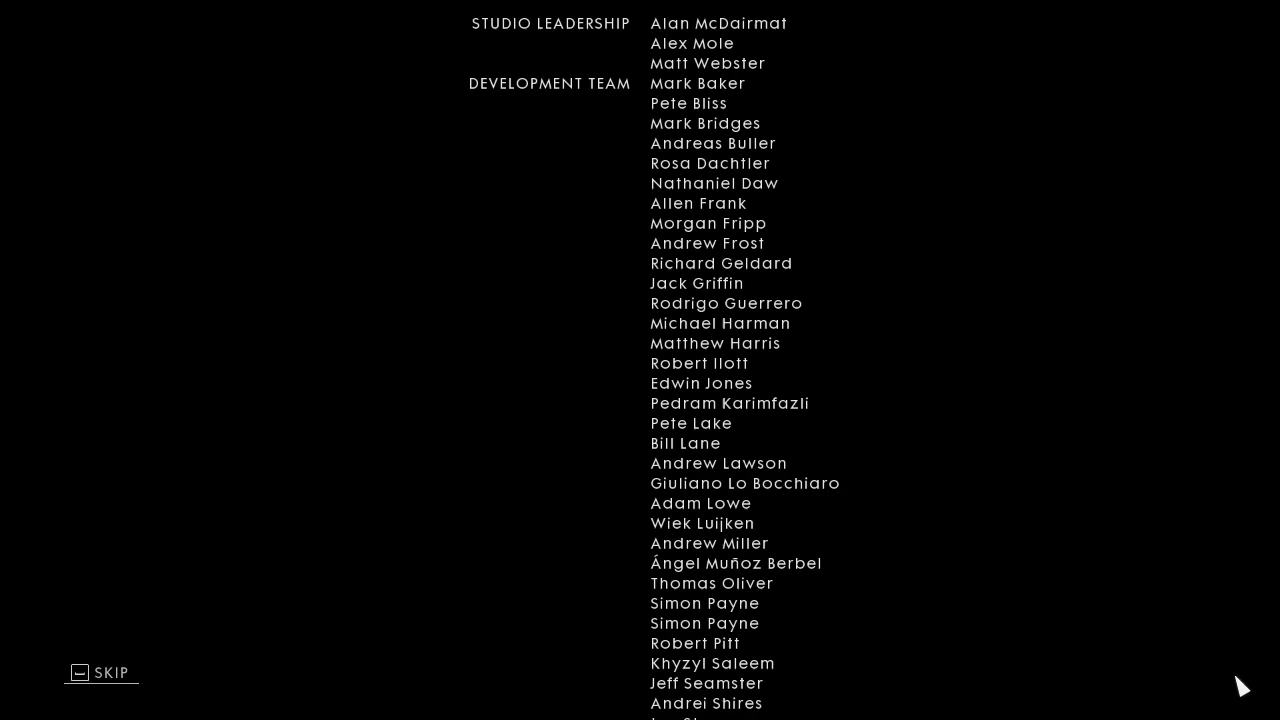 STUDIO LEADERSHIP Alan McDairmat
Alex Mole
Matt Webster
DEVELOPMENT TEAM Mark Baker
Pete Bliss
Mark Bridges
Andreas Buller
Rosa Dachtler
Nathaniel Daw
Allen Frank
Morgan Fripp
Andrew Frost
Richard Geldard
Jack Griffin
Rodrigo Guerrero
Michael Harman
Matthew Harris
Robert Ilott
Edwin Jones
Pedram Karimfazli
Pete Lake
Bill Lane
Andrew Lawson
Giuliano Lo Bocchiaro
Adam Lowe
Wiek Luijken
Andrew Miller
Ángel Muñoz Berbel
Thomas Oliver
Simon Payne
Simon Payne
Robert Pitt
Khyzyl Saleem
Jeff Seamster
Andrei Shires
SKIP